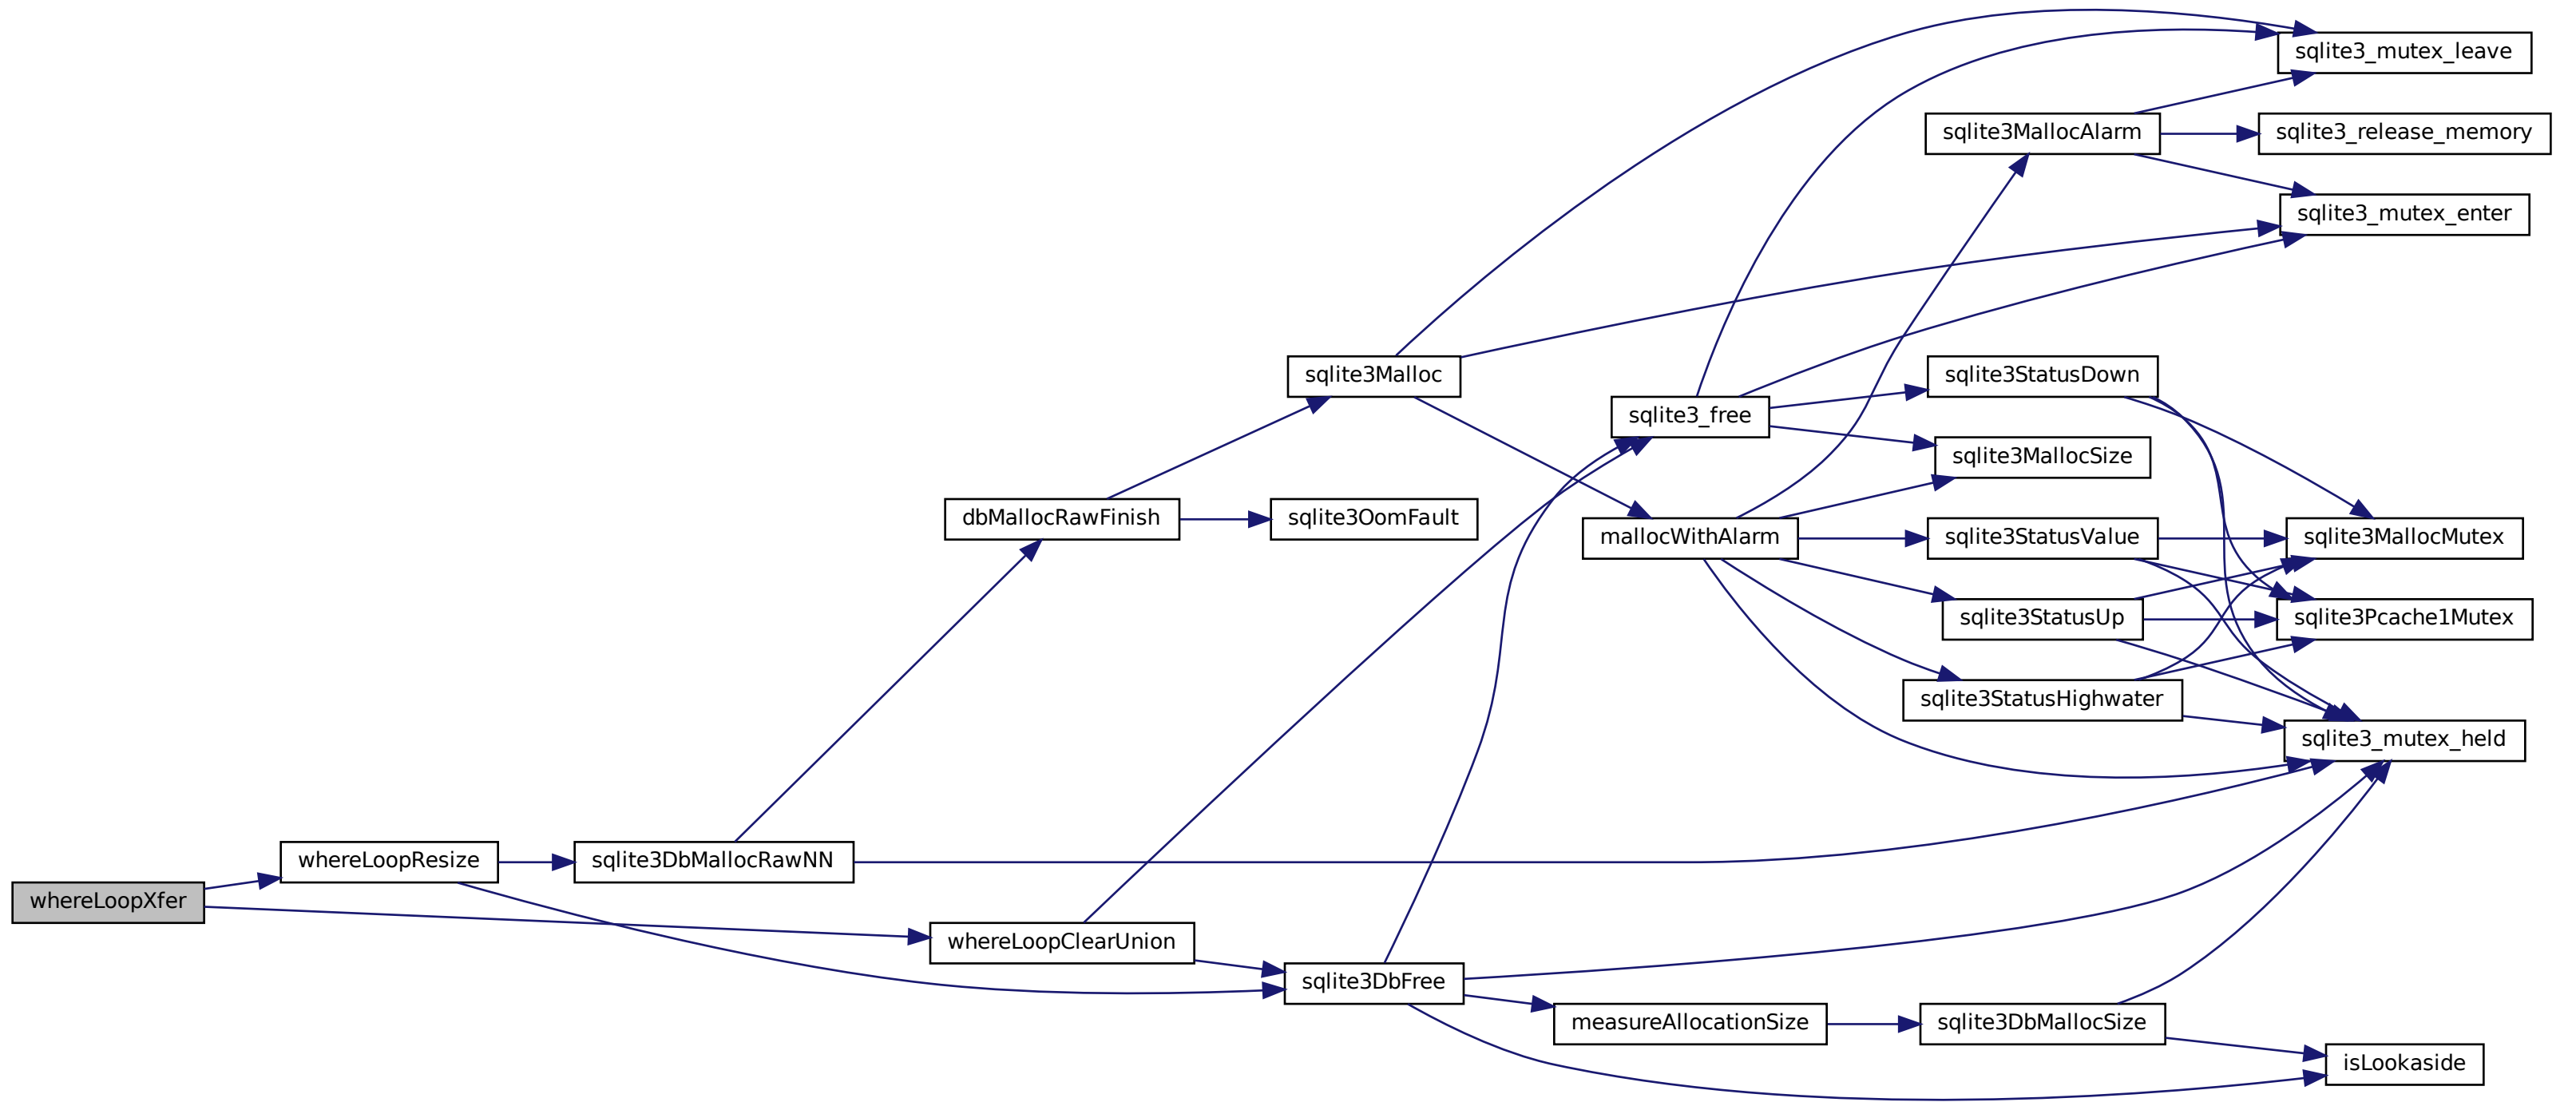 sqlite3_mutex_leave
sqlite3MallocAlarm
sqlite3_release_memory
sqlite3_mutex_enter
sqlite3Malloc
sqlite3StatusDown
sqlite3_free
sqlite3MallocSize
dbMallocRawFinish
sqlite3OomFault
mallocWithAlarm
sqlite3StatusValue
sqlite3MallocMutex
sqlite3StatusUp
sqlite3Pcache1Mutex
sqlite3StatusHighwater
sqlite3_mutex_held
whereLoopResize
sqlite3DbMallocRawNN
whereLoopXfer
whereLoopClearUnion
sqlite3DbFree
measureAllocationSize
sqlite3DbMallocSize
isLookaside